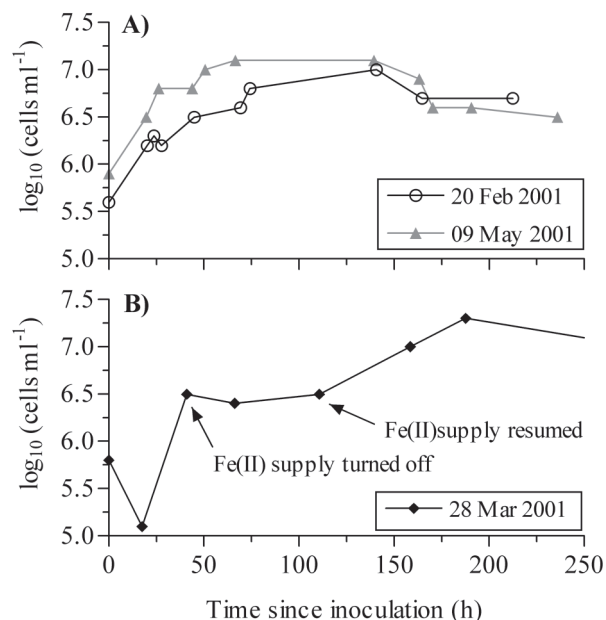 A)
7.5
7.0
6.5
6.0
5.5
5.0
log₁₀ (cells ml⁻¹)
20 Feb 2001
09 May 2001
B)
7.5
7.0
6.5
6.0
5.5
5.0
log₁₀ (cells ml⁻¹)
Fe(II)supply resumed
Fe(II) supply turned off
28 Mar 2001
0 50 100 150 200 250
Time since inoculation (h)